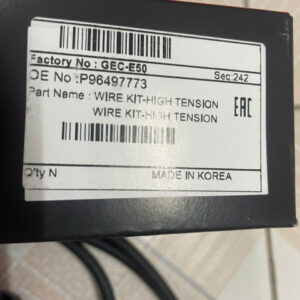 Factory No : GEC-E50
Sec:242
OE No :P96497773
Part Name : WIRE KIT-HIGH TENSION
WIRE KIT-HIGH TENSION
EAC
Q'ty N
MADE IN KOREA